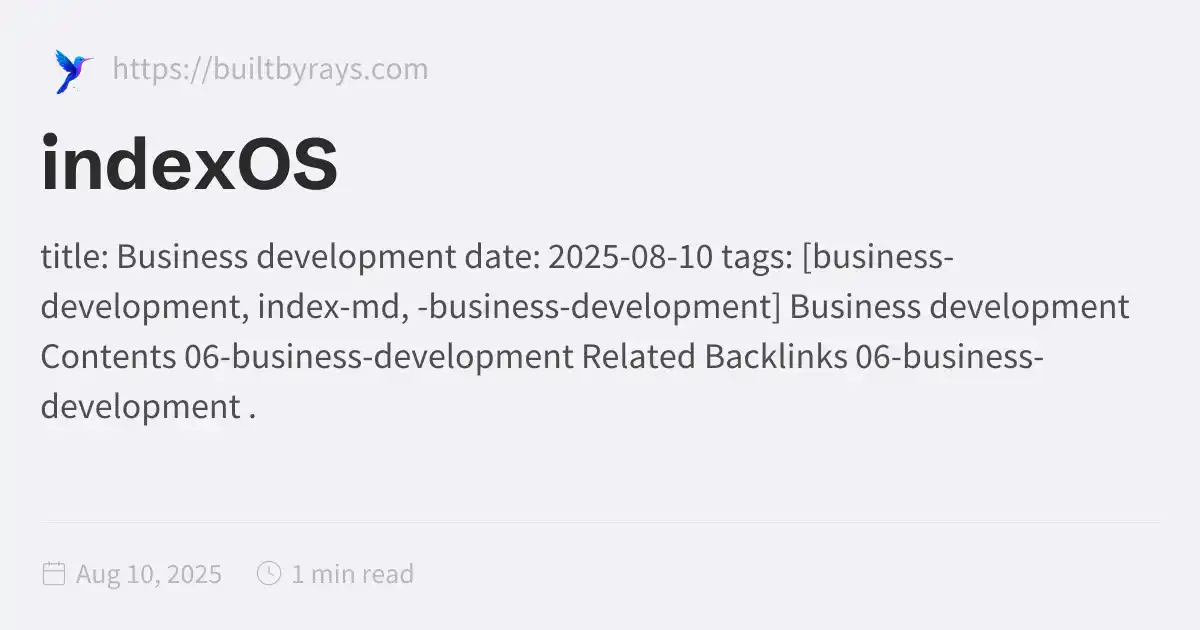 https://builtbyrays.com
indexOS
title: Business development date: 2025-08-10 tags: [business-
development, index-md, -business-development] Business development
Contents 06-business-development Related Backlinks 06-business-
development .
Aug 10, 2025 1 min read